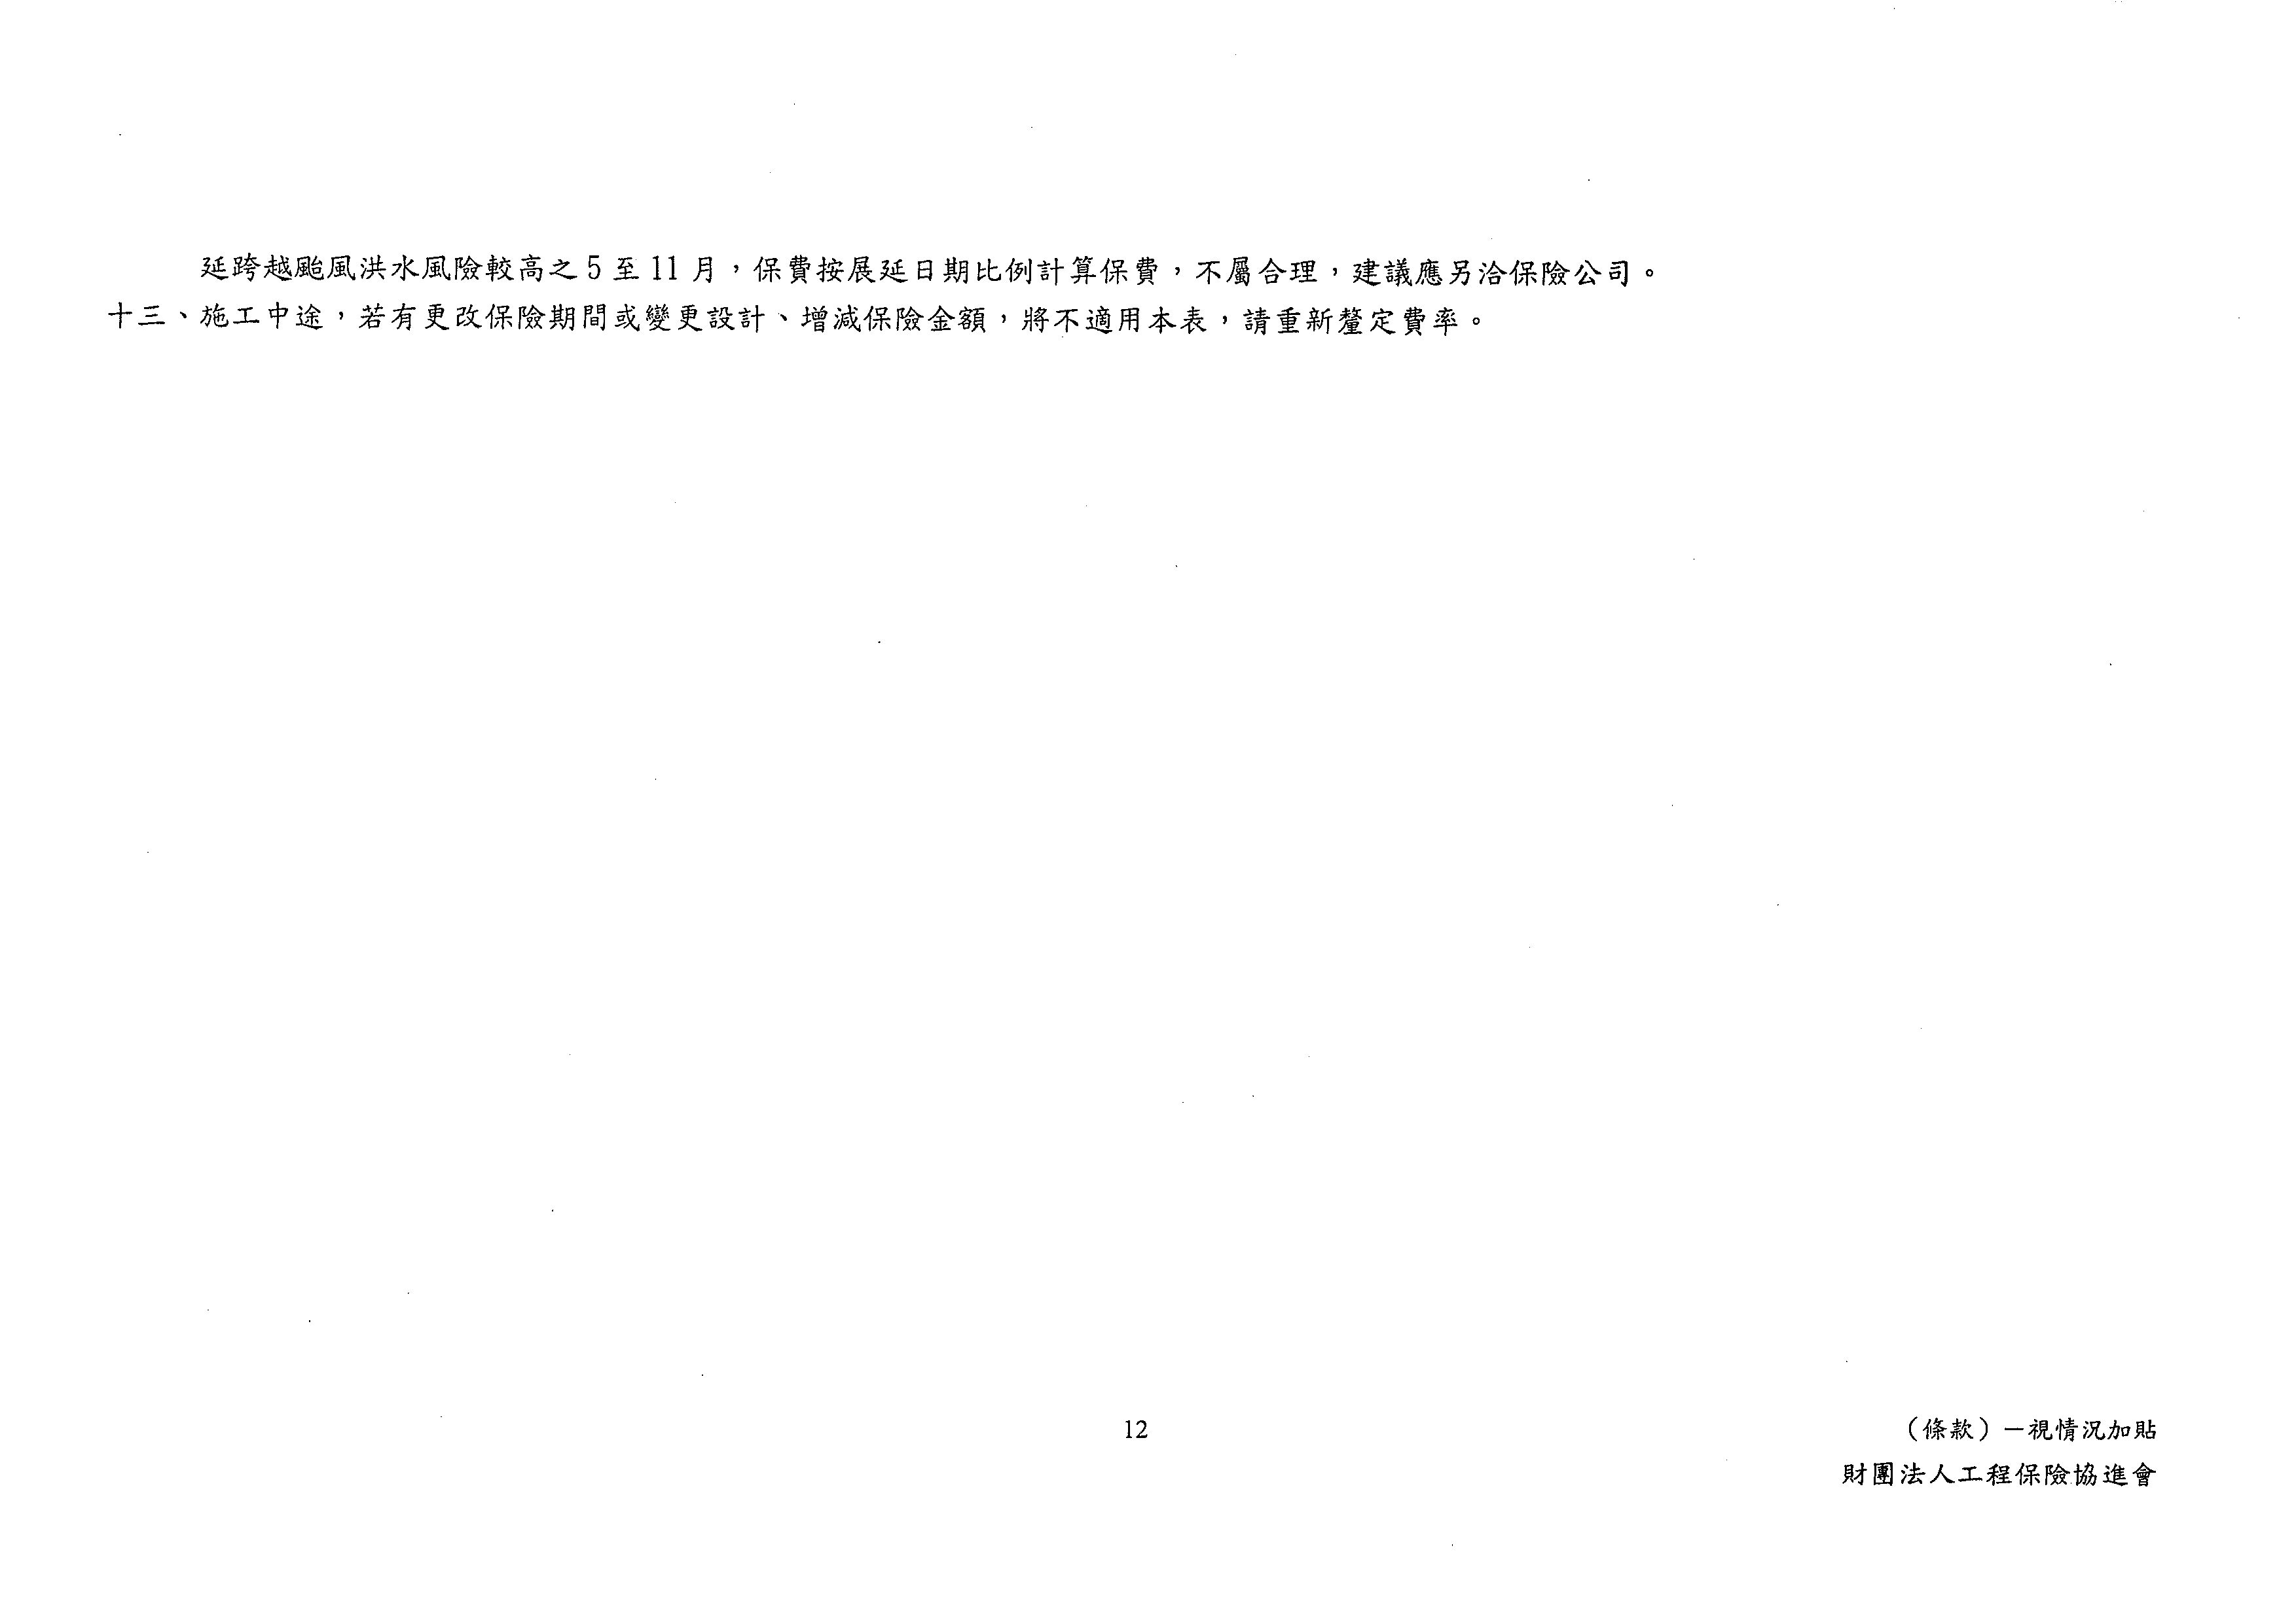 延跨越颱風洪水風險較高之 5 至 11 月，保費按展延日期比例計算保費，不屬合理，建議應另洽保險公司。
十三、施工中途，若有更改保險期間或變更設計、增減保險金額，將不適用本表，請重新釐定費率。
12
（條款）－視情況加貼
財團法人工程保險協進會